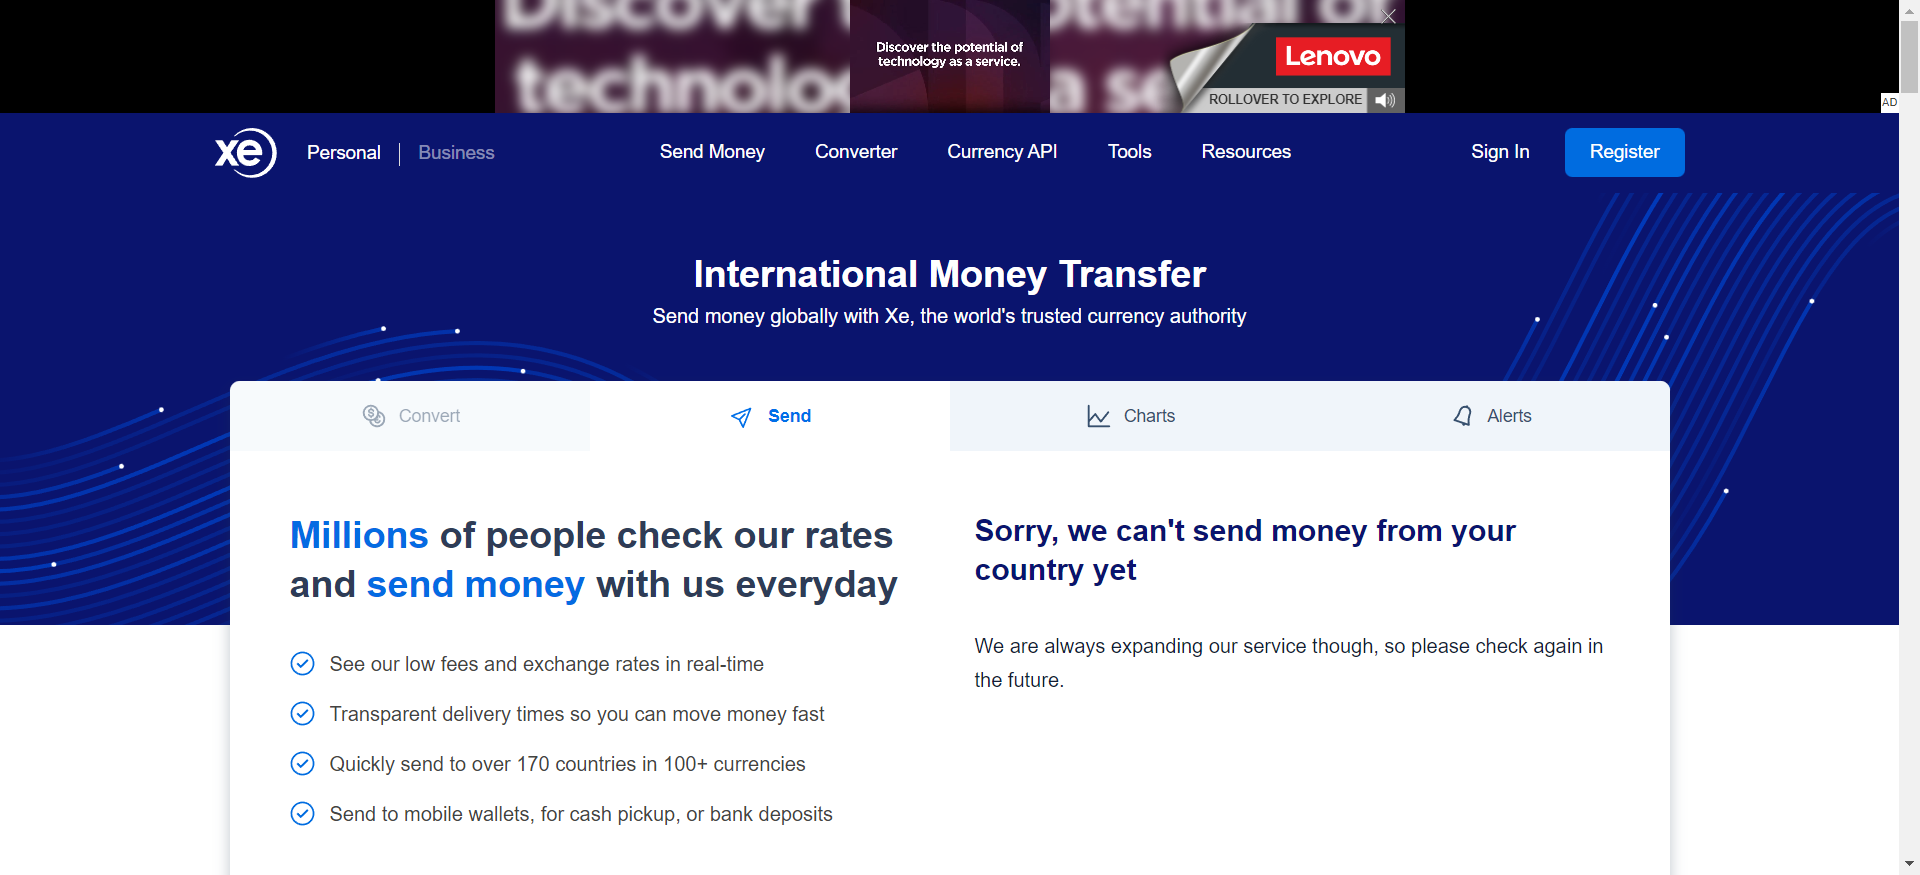 Discover the potential of
technology as a service.
Lenovo
ROLLOVER TO EXPLORE
AD
xe
Personal
Business
Send Money
Converter
Currency API
Tools
Resources
Sign In
Register
International Money Transfer
Send money globally with Xe, the world's trusted currency authority
Convert
Send
Charts
Alerts
Millions of people check our rates
and send money with us everyday
See our low fees and exchange rates in real-time
Transparent delivery times so you can move money fast
Quickly send to over 170 countries in 100+ currencies
Send to mobile wallets, for cash pickup, or bank deposits
Sorry, we can't send money from your
country yet
We are always expanding our service though, so please check again in
the future.